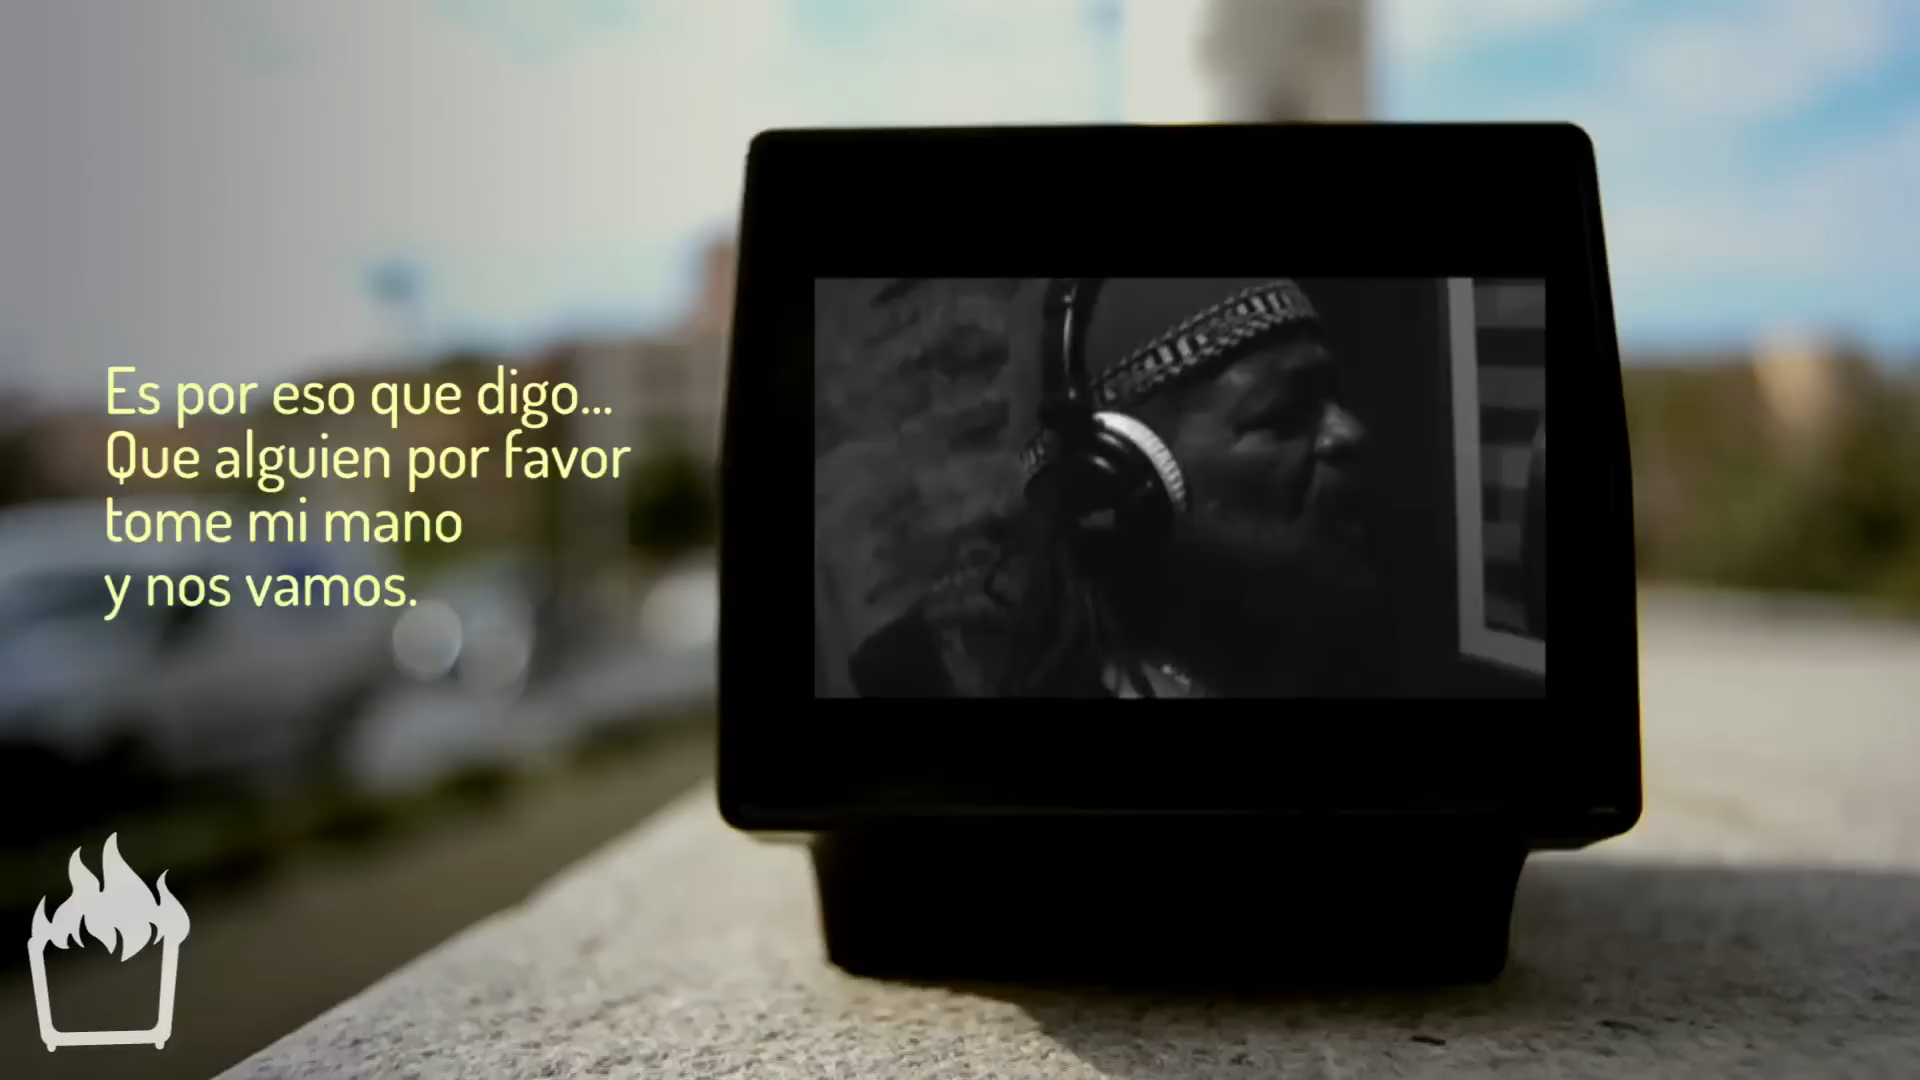 Es por eso que digo...
Que alguien por favor
tome mi mano
y nos vamos.